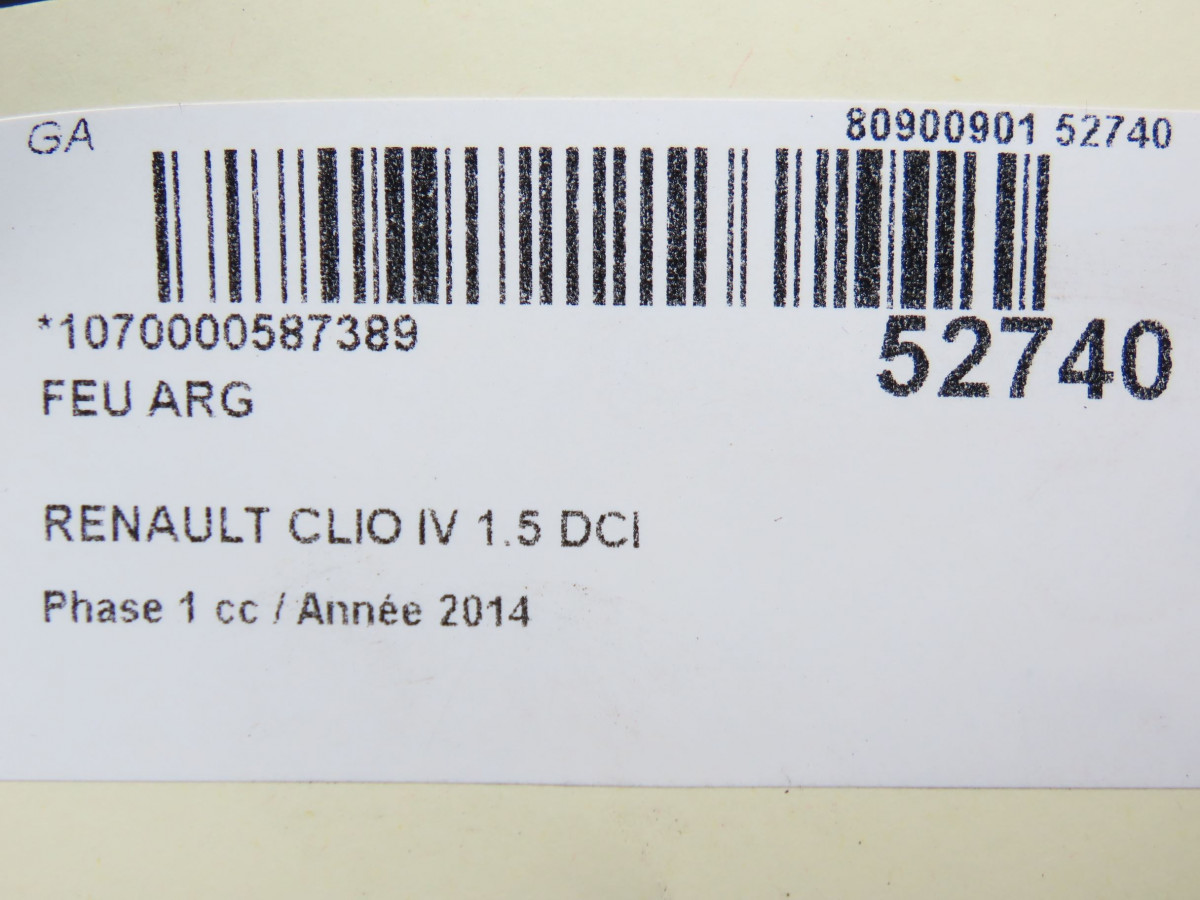 GA
80900901 52740
*1070000587389
52740
FEU ARG
RENAULT CLIO IV 1.5 DCI
Phase 1 cc / Année 2014